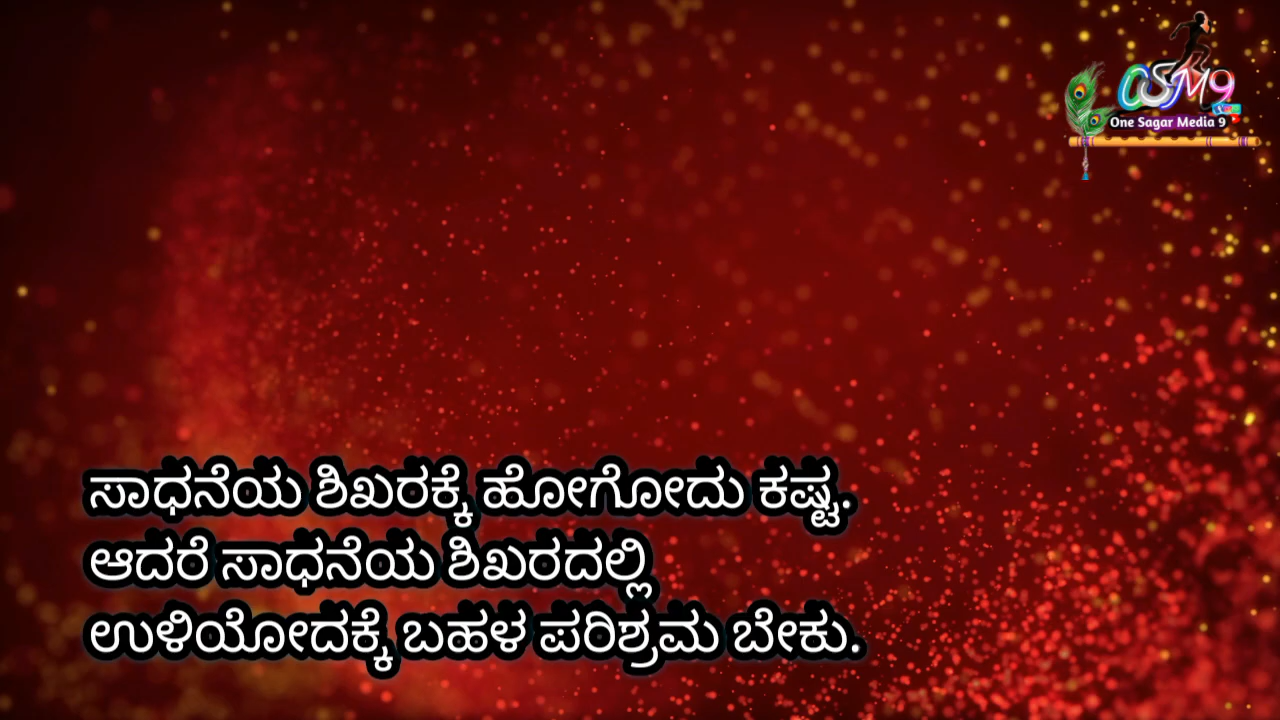 OSM9
One Sagar Media 9
ಸಾಧನೆಯ ಶಿಖರಕ್ಕೆ ಹೋಗೋದು ಕಷ್ಟ.
ಆದರೆ ಸಾಧನೆಯ ಶಿಖರದಲ್ಲಿ
ಉಳಿಯೋದಕ್ಕೆ ಬಹಳ ಪರಿಶ್ರಮ ಬೇಕು.